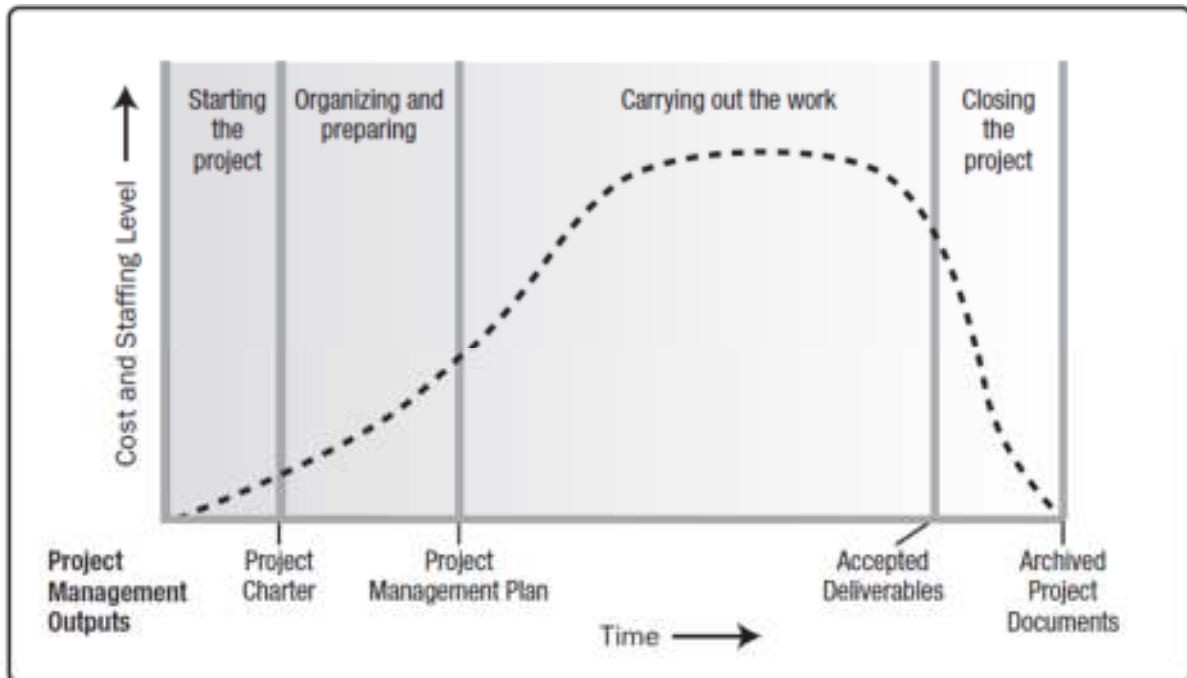 Starting
the
project
Organizing and
preparing
Carrying out the work
Closing
the
project
Cost and Staffing Level
Project
Management
Outputs
Project
Charter
Project
Management Plan
Accepted
Deliverables
Archived
Project
Documents
Time